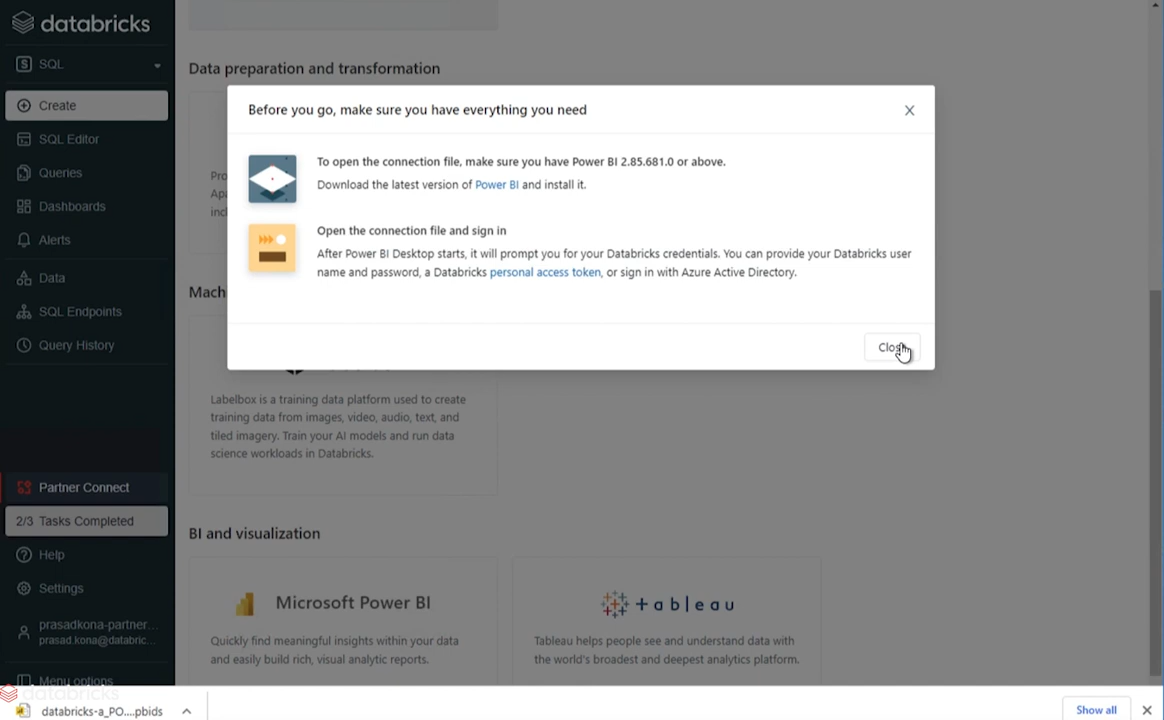 databricks
SQL
Create
SQL Editor
Queries
Dashboards
Alerts
Data
SQL Endpoints
Query History
Partner Connect
2/3 Tasks Completed
Help
Settings
prasadkona-partner...
prasad.kona@databric...
Menu options
databricks
Data preparation and transformation
Before you go, make sure you have everything you need
To open the connection file, make sure you have Power BI 2.85.681.0 or above.
Download the latest version of Power BI and install it.
Open the connection file and sign in
After Power BI Desktop starts, it will prompt you for your Databricks credentials. You can provide your Databricks user
name and password, a Databricks personal access token, or sign in with Azure Active Directory.
Close
Pro
Apa
incl
Mach
Labelbox is a training data platform used to create
training data from images, video, audio, text, and
tiled imagery. Train your AI models and run data
science workloads in Databricks.
BI and visualization
Microsoft Power BI
Quickly find meaningful insights within your data
and easily build rich, visual analytic reports.
+ableau
Tableau helps people see and understand data with
the world's broadest and deepest analytics platform.
databricks-a_PO....pbids
Show all